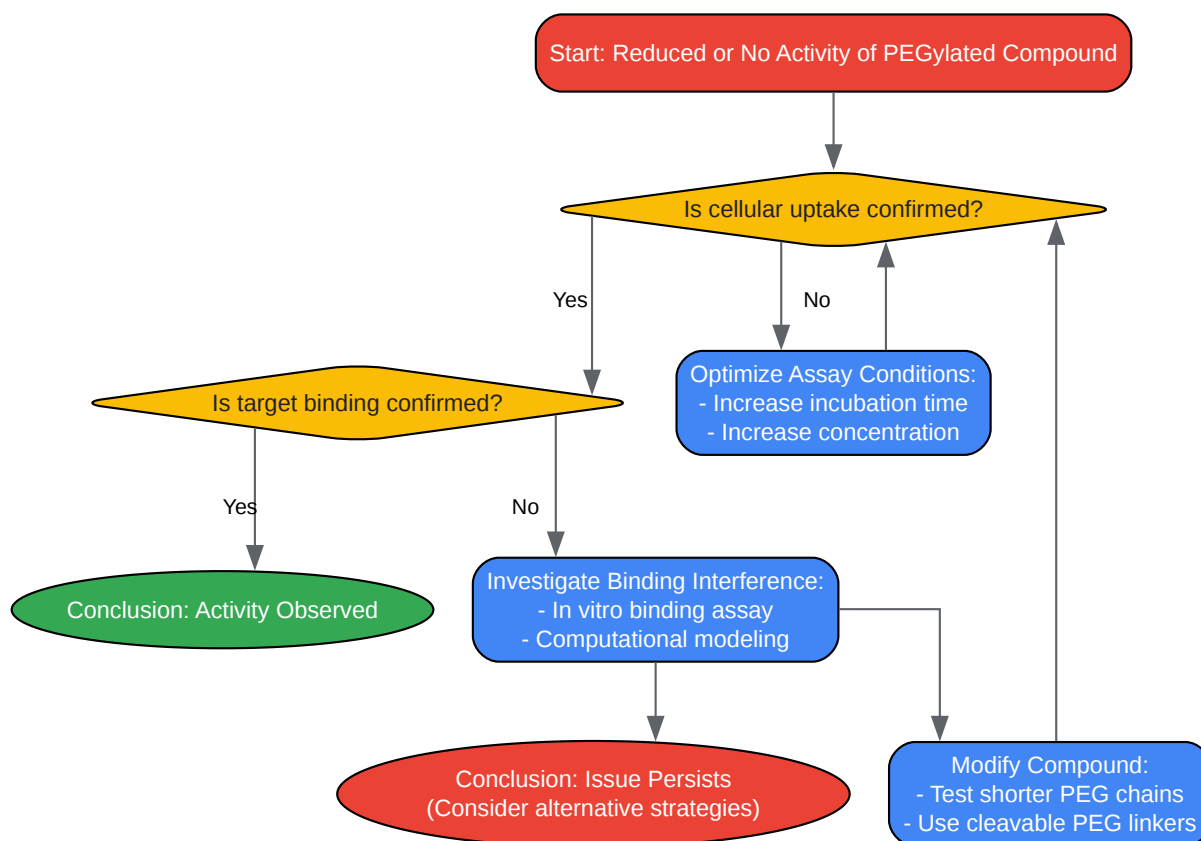 Start: Reduced or No Activity of PEGylated Compound
Is cellular uptake confirmed?
Yes
No
Optimize Assay Conditions:
- Increase incubation time
- Increase concentration
Is target binding confirmed?
Yes
No
Conclusion: Activity Observed
Investigate Binding Interference:
- In vitro binding assay
- Computational modeling
Conclusion: Issue Persists
(Consider alternative strategies)
Modify Compound:
- Test shorter PEG chains
- Use cleavable PEG linkers